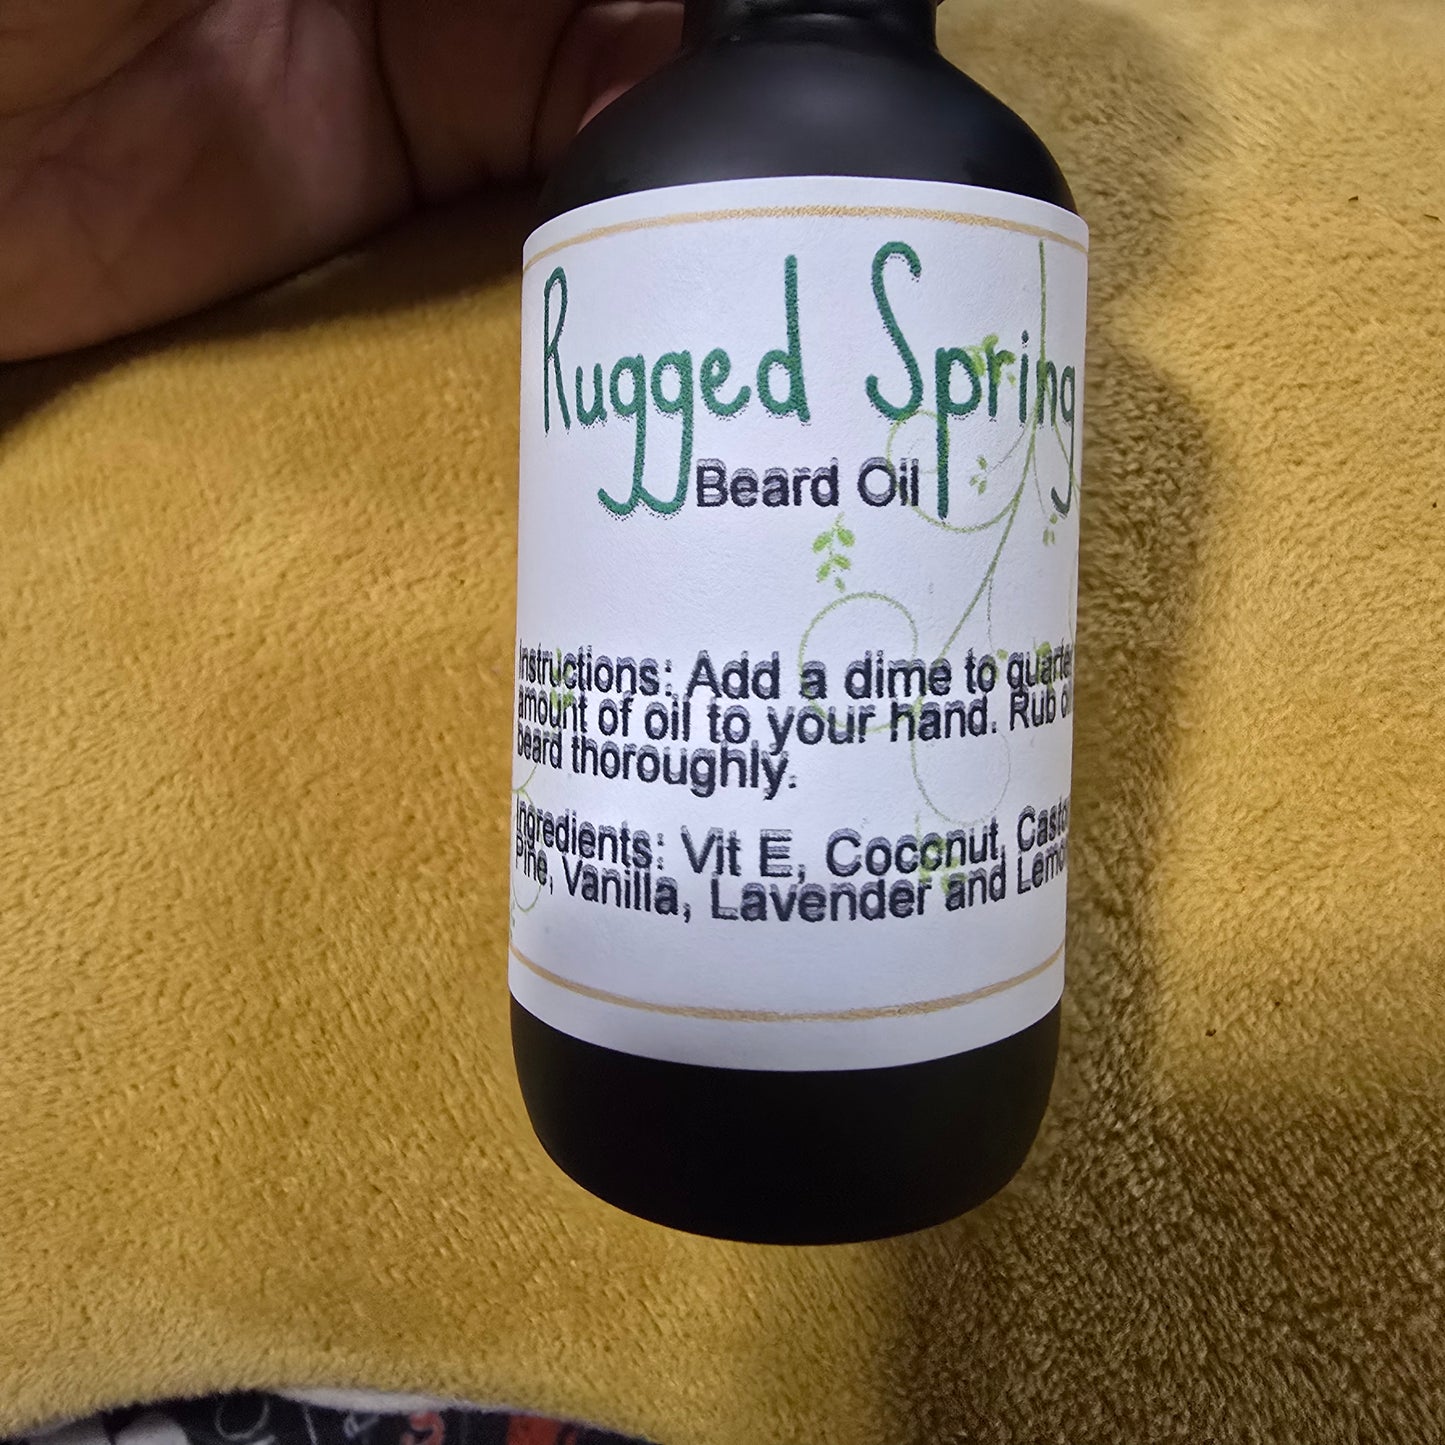 Rugged Spring
Beard Oil
Instructions: Add a dime to quarter
amount of oil to your hand. Rub
beard thoroughly.
Ingredients: Vit E, Coconut, Castor
Pine, Vanilla, Lavender and Lemon